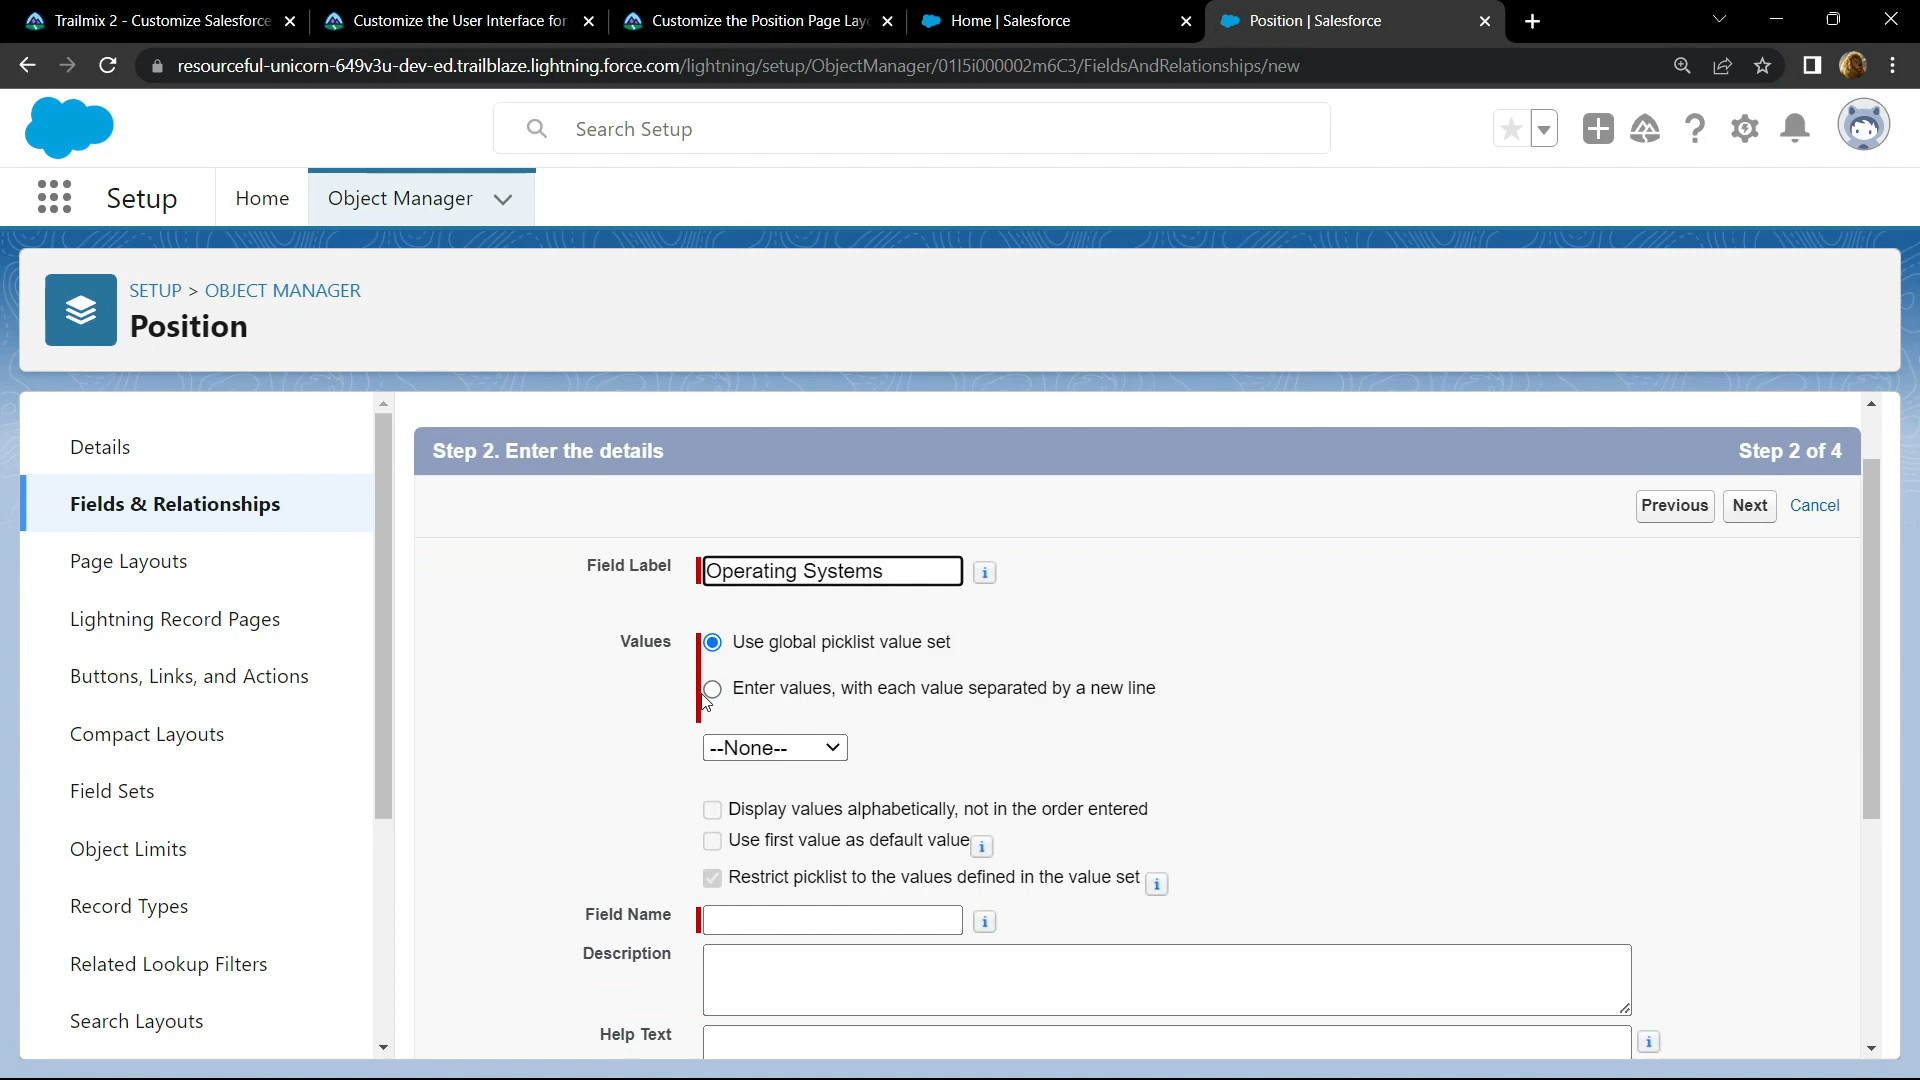 Trailmix 2 - Customize Salesforce
Customize the User Interface for
Customize the Position Page Lay
Home | Salesforce
Position | Salesforce
resourceful-unicorn-649v3u-dev-ed.trailblaze.lightning.force.com/lightning/setup/ObjectManager/01I5i000002m6C3/FieldsAndRelationships/new
Search Setup
Setup
Home
Object Manager
SETUP > OBJECT MANAGER
Position
Details
Fields & Relationships
Page Layouts
Lightning Record Pages
Buttons, Links, and Actions
Compact Layouts
Field Sets
Object Limits
Record Types
Related Lookup Filters
Search Layouts
Step 2. Enter the details
Step 2 of 4
Previous
Next
Cancel
Field Label
Operating Systems
Values
Use global picklist value set
Enter values, with each value separated by a new line
--None--
Display values alphabetically, not in the order entered
Use first value as default value
Restrict picklist to the values defined in the value set
Field Name
Description
Help Text